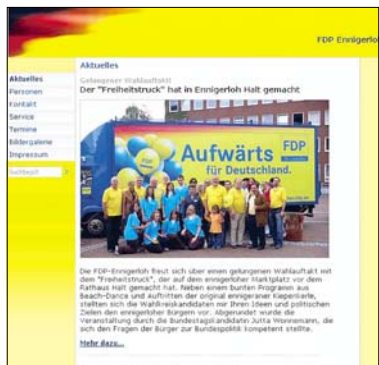 FDP Ennigerlo
Aktuelles
Aktuelles
Personen
Kontakt
Service
Termine
Bildergalerie
Impressum
Suchbegriff
Gelungener Wahlauftakt!
Der "Freiheitstruck" hat in Ennigerloh Halt gemacht
Aufwärts
für Deutschland.
FDP
Die FDP-Ennigerloh freut sich über einen gelungenen Wahlauftakt mit
dem "Freiheitstruck", der auf dem ennigerloher Marktplatz vor dem
Rathaus Halt gemacht hat. Neben einem bunten Programm aus
Beach-Dance und Auftritten der original ennigeraner Kiepenkerle,
stellten sich die Wahlkreiskandidaten mir Ihren Ideen und politischen
Zielen den ennigerloher Bürgern vor. Abgerundet wurde die
Veranstaltung durch die Bundestagskandidatin Jutta Wonnemann, die
sich den Fragen der Bürger zur Bundespolitik kompetent stellte.
Mehr dazu...